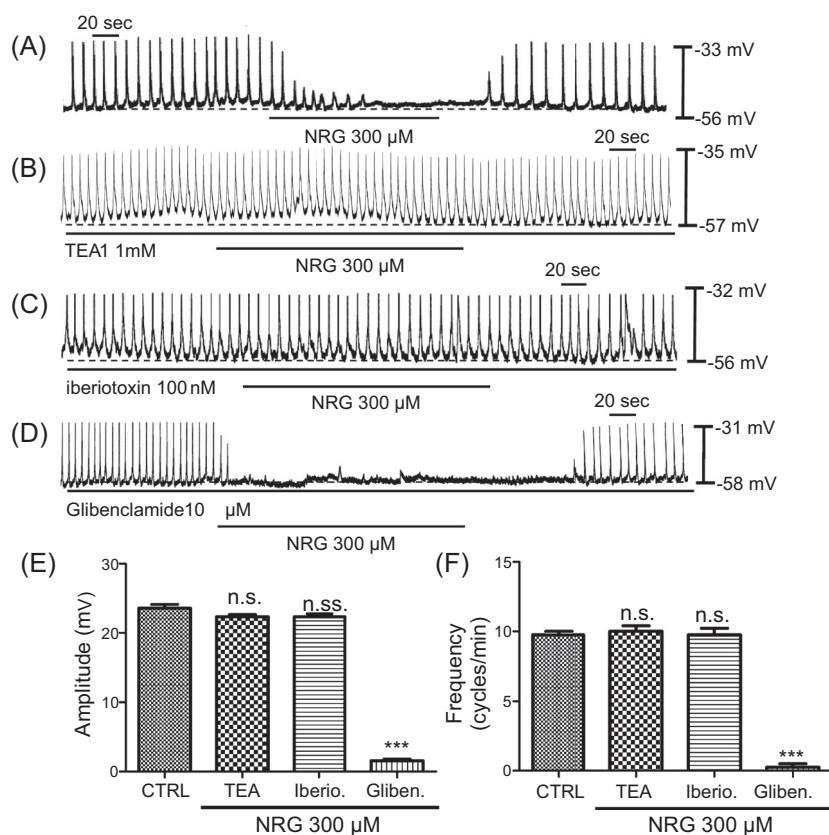 (A)
20 sec
-33 mV
-56 mV
NRG 300 µM
(B)
20 sec
-35 mV
-57 mV
TEA1 1mM
NRG 300 µM
(C)
20 sec
-32 mV
-56 mV
iberiotoxin 100 nM
NRG 300 µM
(D)
20 sec
-31 mV
-58 mV
Glibenclamide10 µM
NRG 300 µM
(E)
Amplitude (mV)
30
20
10
0
n.s.
n.ss.
***
CTRL TEA Iberio. Gliben.
NRG 300 µM
(F)
Frequency
(cycles/min)
15
10
5
0
n.s.
n.s.
***
CTRL TEA Iberio. Gliben.
NRG 300 µM